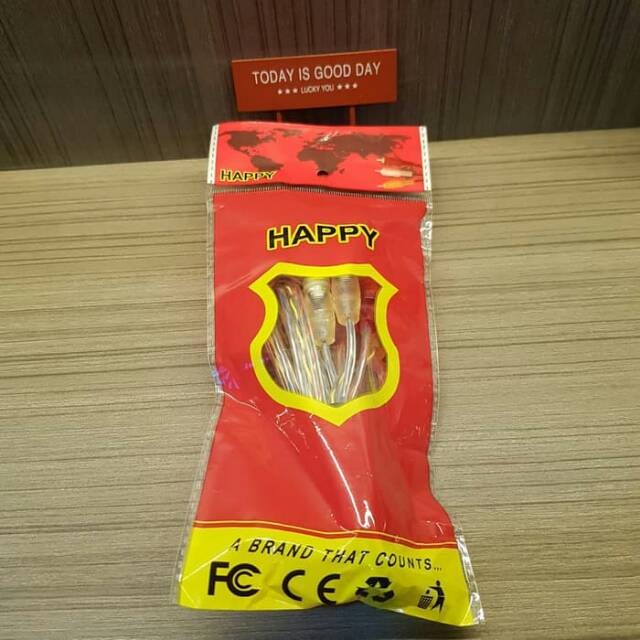 TODAY IS GOOD DAY
★★★ LUCKY YOU ★★★
HAPPY
HAPPY
A BRAND THAT COUNTS...
FC CE